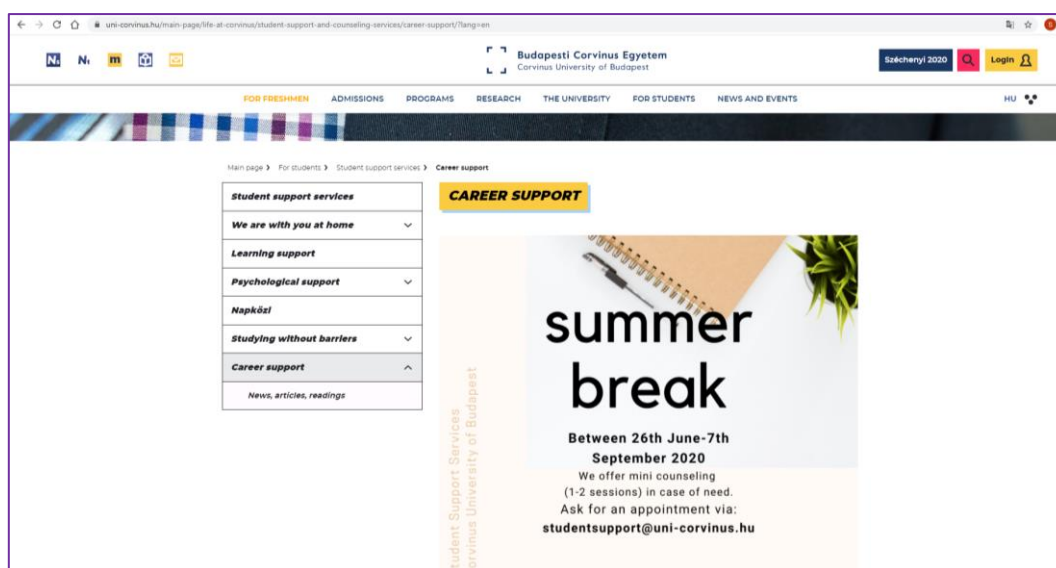 uni-corvinus.hu/main-page/life-at-corvinus/student-support-and-counseling-services/career-support/?lang=en
N
N
m
Budapesti Corvinus Egyetem
Corvinus University of Budapest
Széchenyi 2020
Login
FOR FRESHMEN ADMISSIONS PROGRAMS RESEARCH THE UNIVERSITY FOR STUDENTS NEWS AND EVENTS HU
Main page > For students > Student support services > Career support
Student support services
We are with you at home
Learning support
Psychological support
Napközi
Studying without barriers
Career support
News, articles, readings
CAREER SUPPORT
summer
break
Between 26th June-7th
September 2020
We offer mini counseling
(1-2 sessions) in case of need.
Ask for an appointment via:
studentsupport@uni-corvinus.hu
tudent Support Services
orvinus University of Budapest